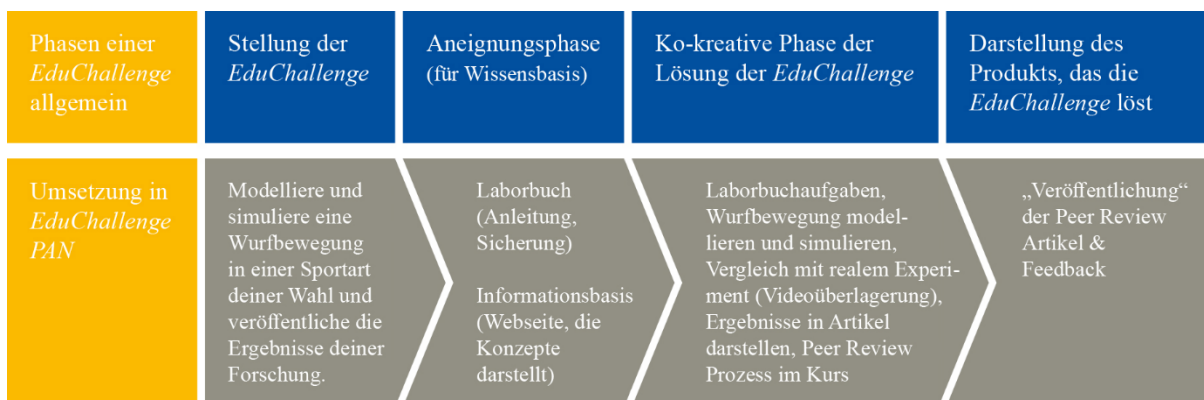 Phasen einer
EduChallenge
allgemein
Stellung der
EduChallenge
Aneignungsphase
(für Wissensbasis)
Ko-kreative Phase der
Lösung der EduChallenge
Darstellung des
Produkts, das die
EduChallenge löst
Umsetzung in
EduChallenge
PAN
Modelliere und
simuliere eine
Wurfbewegung
in einer Sportart
deiner Wahl und
veröffentliche die
Ergebnisse deiner
Forschung.
Laborbuch
(Anleitung,
Sicherung)
Informationsbasis
(Webseite, die
Konzepte
darstellt)
Laborbuchaufgaben,
Wurfbewegung model-
lieren und simulieren,
Vergleich mit realem Experi-
ment (Videoüberlagerung),
Ergebnisse in Artikel
darstellen, Peer Review
Prozess im Kurs
„Veröffentlichung“
der Peer Review
Artikel &
Feedback